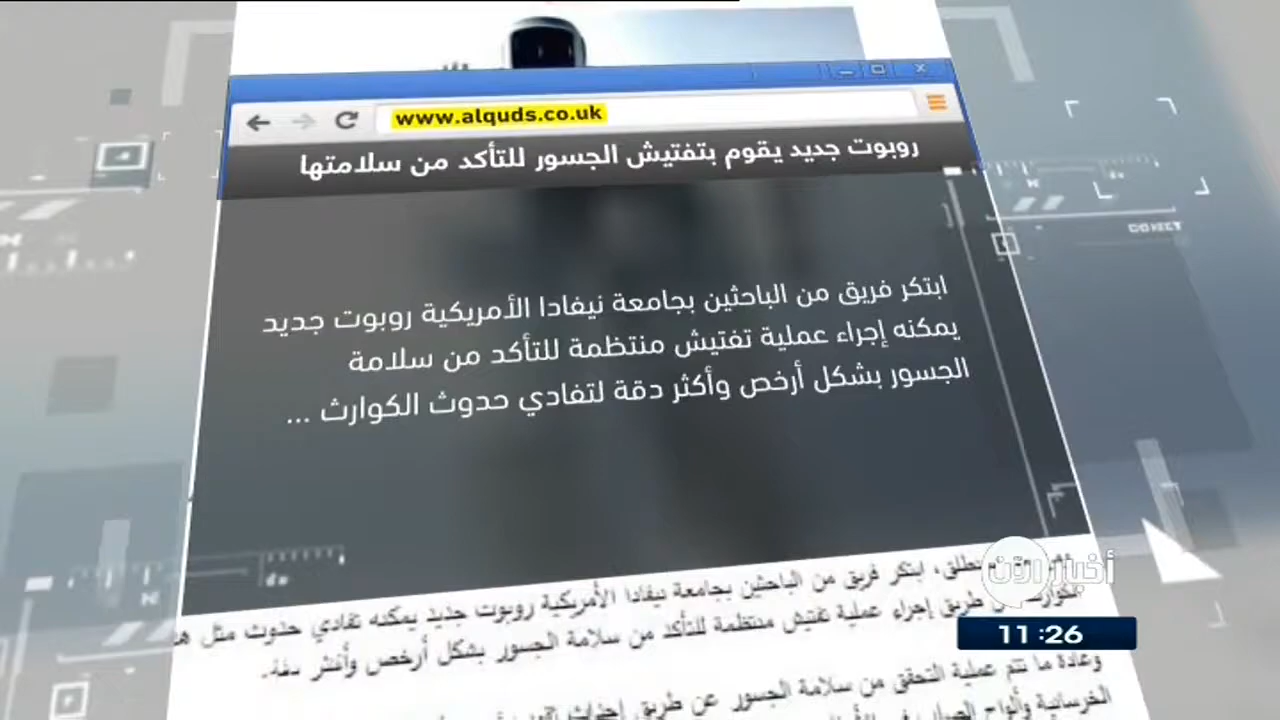 www.alquds.co.uk
روبوت جديد يقوم بتفتيش الجسور للتأكد من سلامتها
ابتكر فريق من الباحثين بجامعة نيفادا الأمريكية روبوت جديد
يمكنه إجراء عملية تفتيش منتظمة للتأكد من سلامة
الجسور بشكل أرخص وأكثر دقة لتفادي حدوث الكوارث ...
ابتكر فريق من الباحثين بجامعة نيفادا الأمريكية روبوت جديد يمكنه تفادي حدوث مثل
طريق إجراء عملية تفتيش منتظمة للتأكد من سلامة الجسور بشكل أرخص وأكثر دقة.
وعادة ما تتم عملية التحقق من سلامة الجسور عن طريق
الخرسانية وألواح
أخبار الآن
11:26